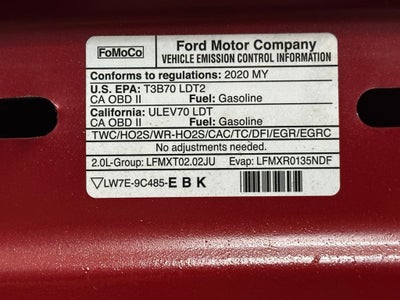 FoMoCo
Ford Motor Company
VEHICLE EMISSION CONTROL INFORMATION
Conforms to regulations: 2020 MY
U.S. EPA: T3B70 LDT2
CA OBD II Fuel: Gasoline
California: ULEV70 LDT
CA OBD II Fuel: Gasoline
TWC/HO2S/WR-HO2S/CAC/TC/DFI/EGR/EGRC
No adjustments needed.
2.0L-Group: LFMXT02.02JU Evap: LFMXR0135NDF
LW7E-9C485-EBK